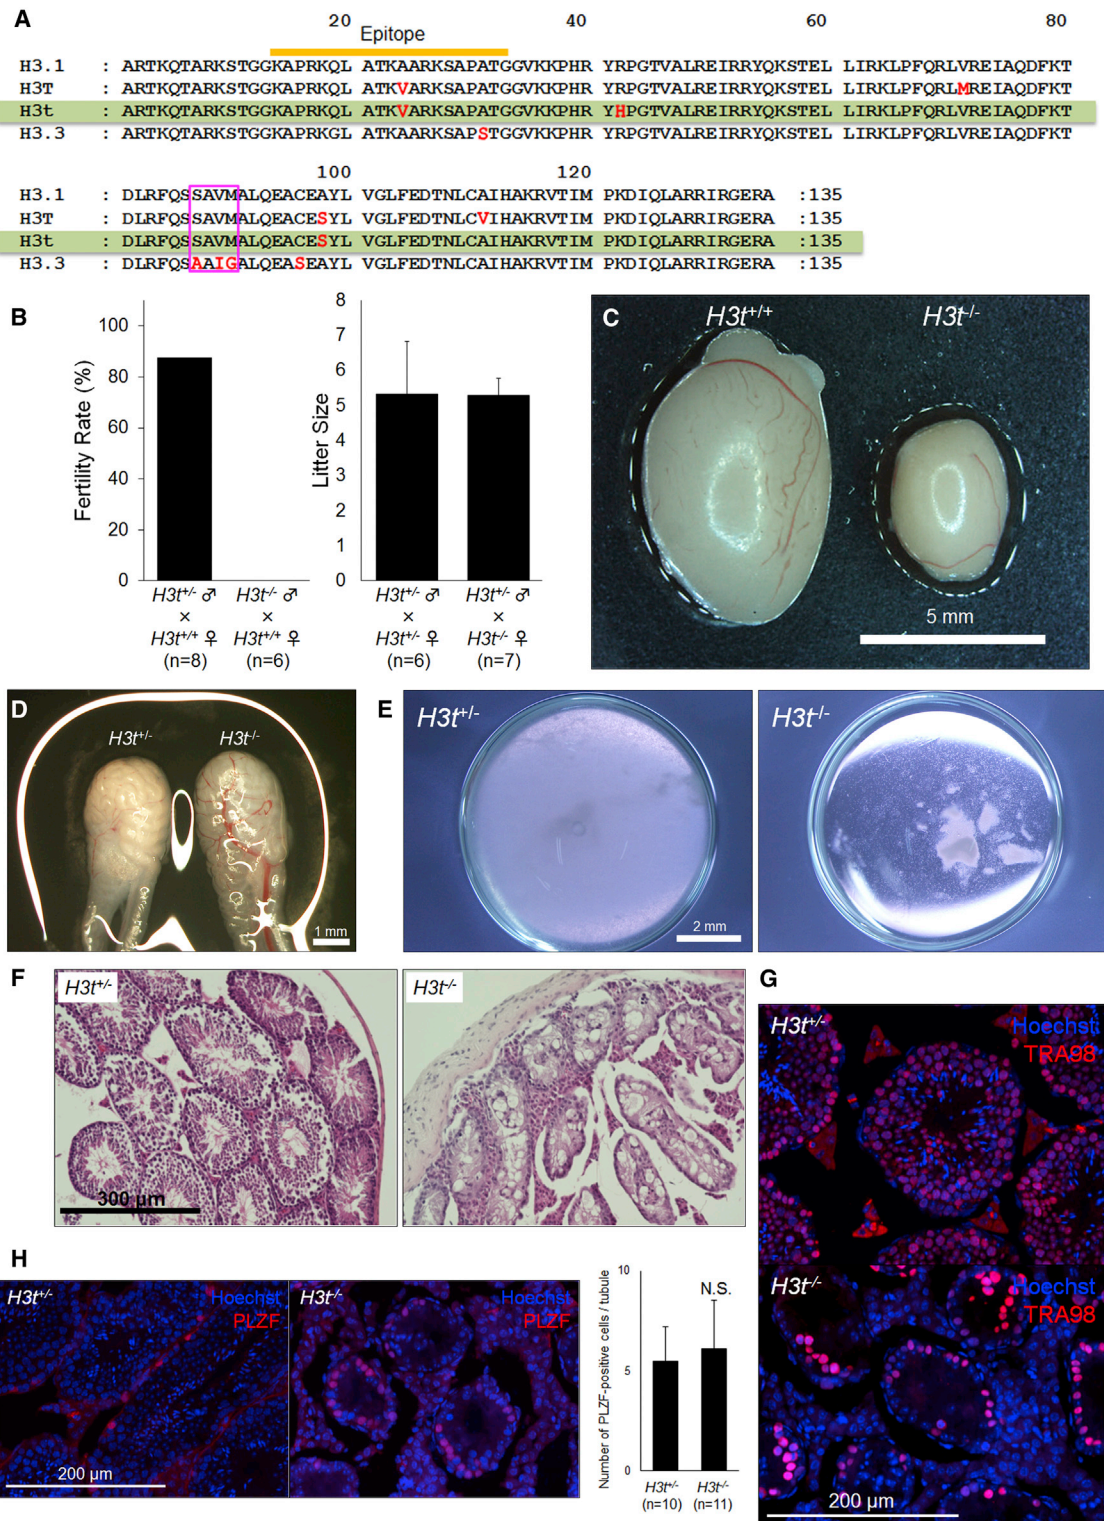 A
20 40 60 80
Epitope
H3.1 : ARTKQTARKSTGGKAPRKQL ATKAARKSAPATGGVKKPHR YRPGTVALREIRRYQKSTEL LIRKLPFQRLVREIAQDFKT
H3T : ARTKQTARKSTGGKAPRKQL ATKVARKSAPATGGVKKPHR YRPGTVALREIRRYQKSTEL LIRKLPFQRLMREIAQDFKT
H3t : ARTKQTARKSTGGKAPRKQL ATKVARKSAPATGGVKKPHR YHPGTVALREIRRYQKSTEL LIRKLPFQRLVREIAQDFKT
H3.3 : ARTKQTARKSTGGKAPRKGL ATKAARKSAPSTGGVKKPHR YRPGTVALREIRRYQKSTEL LIRKLPFQRLVREIAQDFKT
100 120
H3.1 : DLRFQSSAVMALQEACEAYL VGLFEDTNLCAIHAKRVTIM PKDIQLARRIRGERA :135
H3T : DLRFQSSAVMALQEACESYL VGLFEDTNLCVIHAKRVTIM PKDIQLARRIRGERA :135
H3t : DLRFQSSAVMALQEACESYL VGLFEDTNLCAIHAKRVTIM PKDIQLARRIRGERA :135
H3.3 : DLRFQSAAIGALQEASEAYL VGLFEDTNLCAIHAKRVTIM PKDIQLARRIRGERA :135
B
Fertility Rate (%)
100
80
60
40
20
0
H3t+/- ♂ H3t-/- ♂
× ×
H3t+/+ ♀ H3t+/+ ♀
(n=8) (n=6)
Litter Size
8
7
6
5
4
3
2
1
0
H3t+/- ♂ H3t+/- ♂
× ×
H3t+/- ♀ H3t-/- ♀
(n=6) (n=7)
C
H3t+/+ H3t-/-
5 mm
D
H3t+/- H3t-/-
1 mm
E
H3t+/-
2 mm
H3t-/-
F
H3t+/-
300 µm
H3t-/-
G
H3t+/- Hoechst
TRA98
H3t-/- Hoechst
TRA98
200 µm
H
H3t+/- Hoechst
PLZF
200 µm
H3t-/- Hoechst
PLZF
Number of PLZF-positive cells / tubule
10
5
0
N.S.
H3t+/- H3t-/-
(n=10) (n=11)